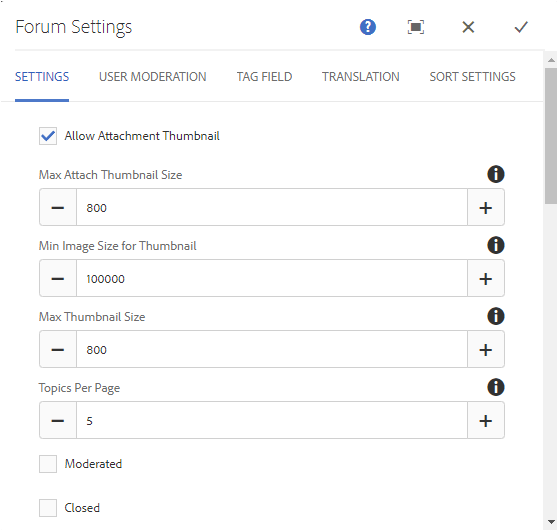 Forum Settings
SETTINGS USER MODERATION TAG FIELD TRANSLATION SORT SETTINGS
Allow Attachment Thumbnail
Max Attach Thumbnail Size
800
Min Image Size for Thumbnail
100000
Max Thumbnail Size
800
Topics Per Page
5
Moderated
Closed